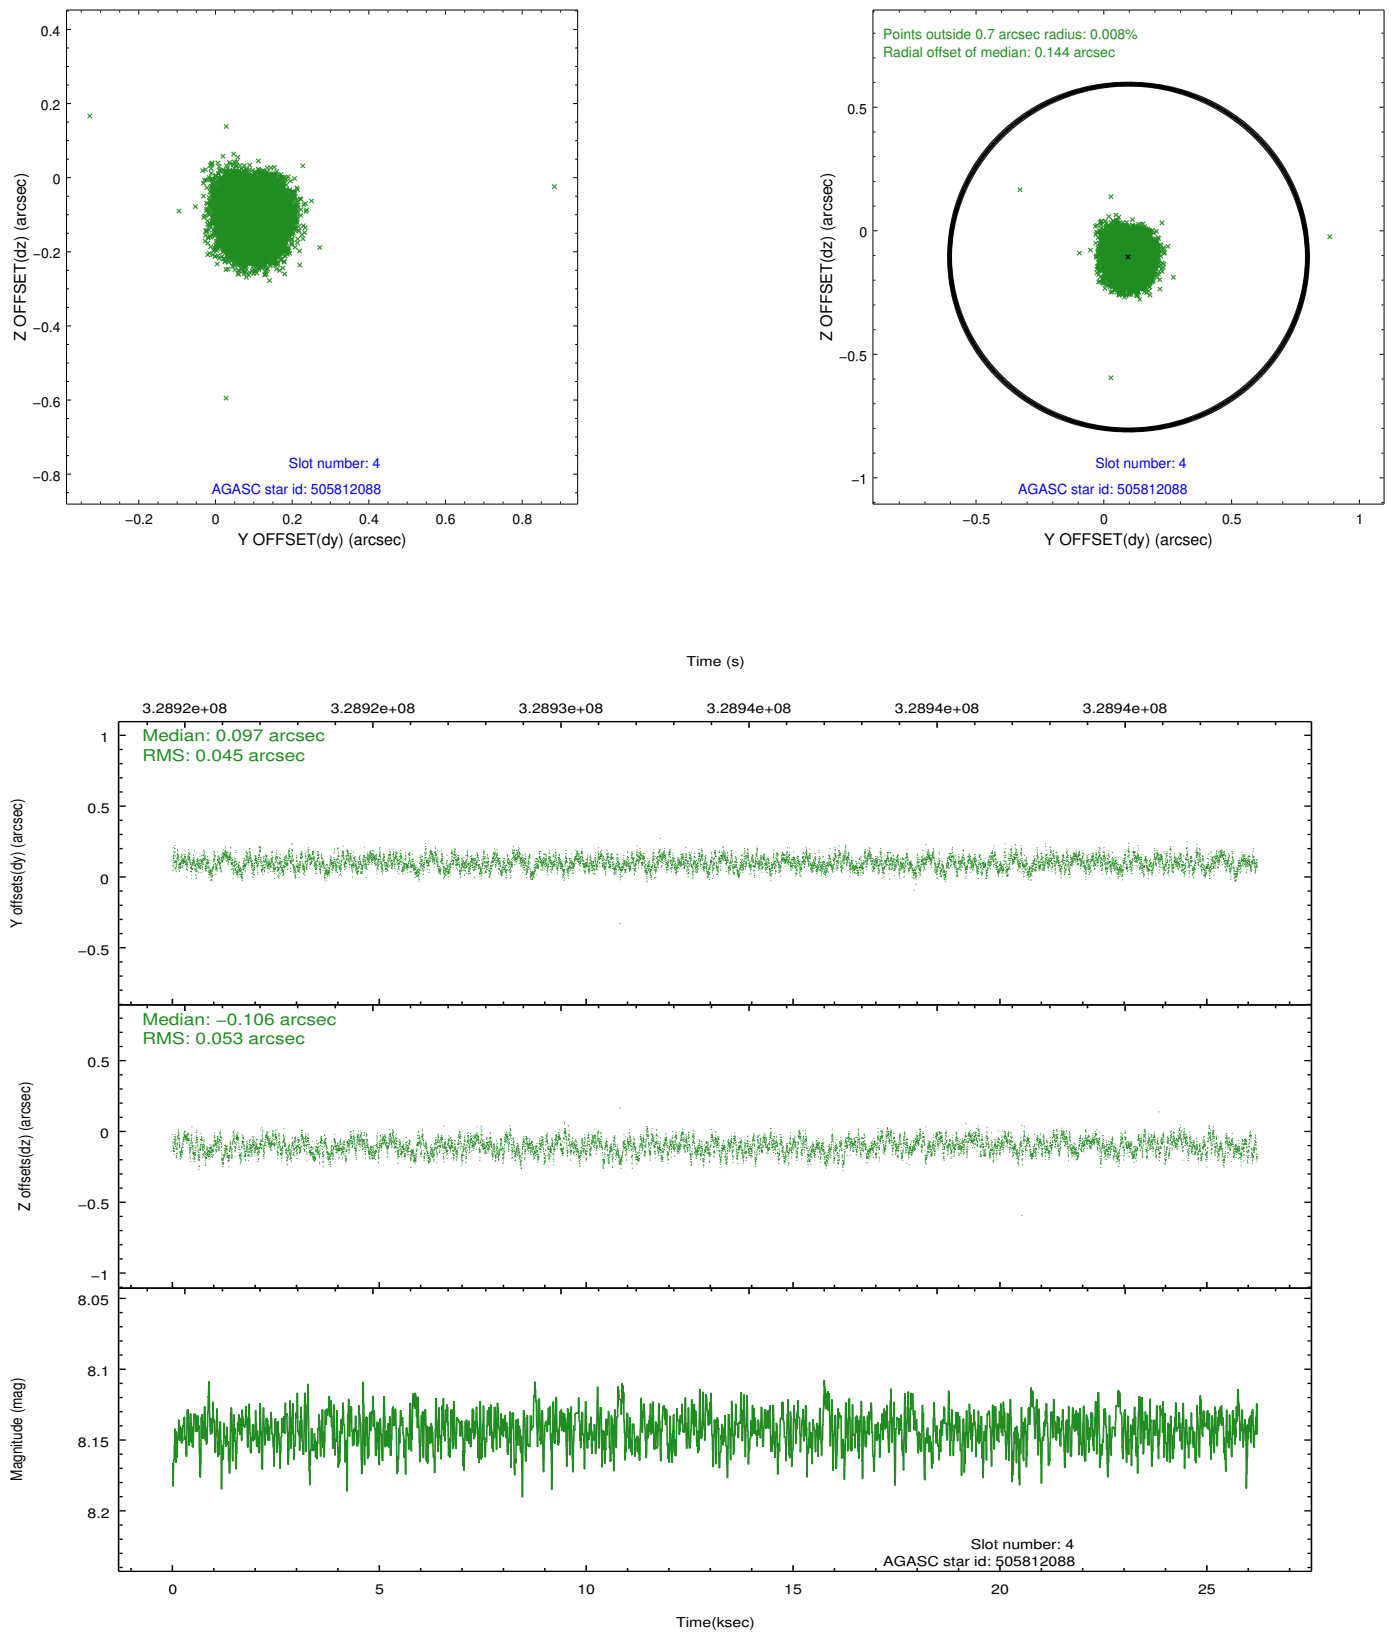 0.4
0.2
0
−0.2
−0.4
−0.6
−0.8
Z OFFSET(dz) (arcsec)
Slot number: 4
AGASC star id: 505812088
−0.2 0 0.2 0.4 0.6 0.8
Y OFFSET(dy) (arcsec)
Points outside 0.7 arcsec radius: 0.008%
Radial offset of median: 0.144 arcsec
0.5
0
−0.5
−1
Z OFFSET(dz) (arcsec)
Slot number: 4
AGASC star id: 505812088
−0.5 0 0.5 1
Y OFFSET(dy) (arcsec)
Time (s)
3.2892e+08 3.2892e+08 3.2893e+08 3.2894e+08 3.2894e+08 3.2894e+08
Median: 0.097 arcsec
RMS: 0.045 arcsec
1
0.5
0
−0.5
Y offsets(dy) (arcsec)
Median: −0.106 arcsec
RMS: 0.053 arcsec
0.5
0
−0.5
−1
Z offsets(dz) (arcsec)
8.05
8.1
8.15
8.2
Magnitude (mag)
Slot number: 4
AGASC star id: 505812088
0 5 10 15 20 25
Time(ksec)